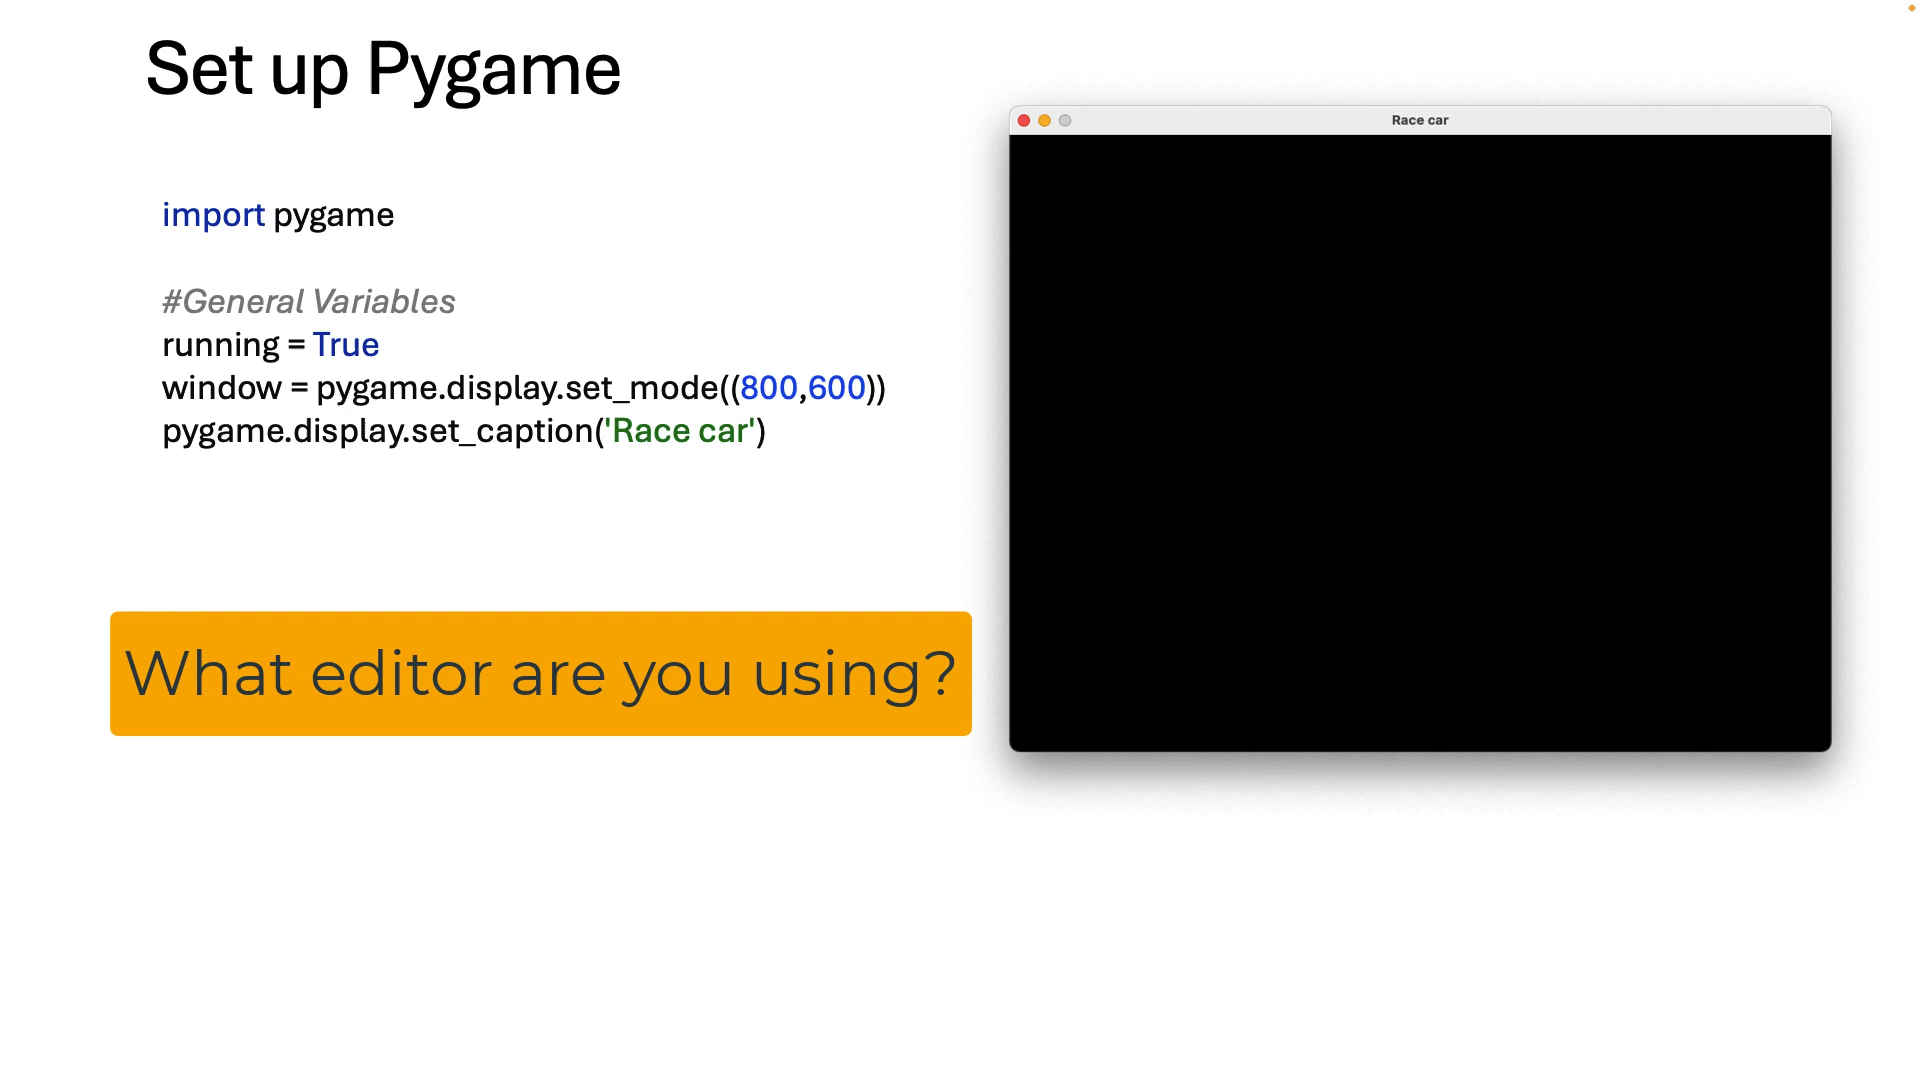 Set up Pygame
Race car
import pygame
#General Variables
running = True
window = pygame.display.set_mode((800,600))
pygame.display.set_caption('Race car')
What editor are you using?